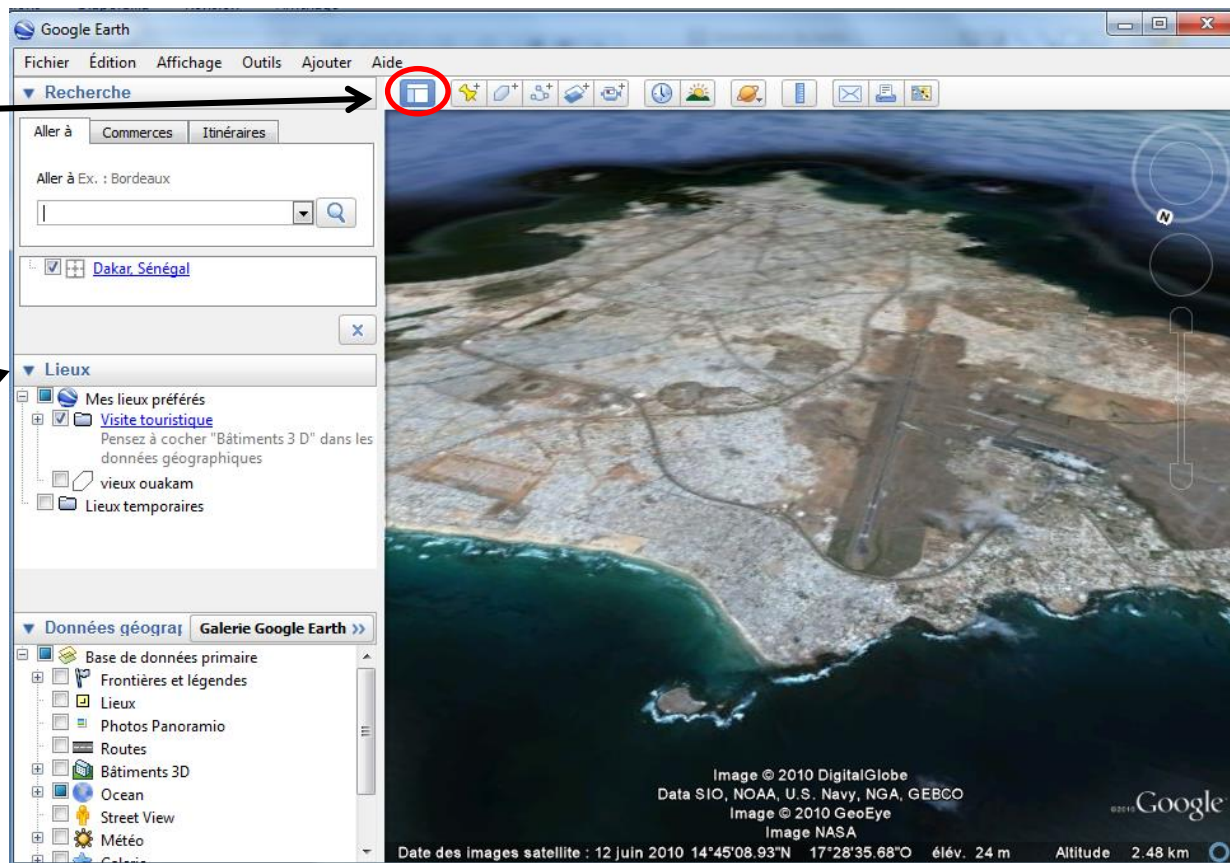 Google Earth
Fichier Édition Affichage Outils Ajouter Aide
Recherche
Aller à Commerces Itinéraires
Aller à Ex. : Bordeaux
Dakar, Sénégal
Lieux
Mes lieux préférés
Visite touristique
Pensez à cocher "Bâtiments 3 D" dans les
données géographiques
vieux ouakam
Lieux temporaires
Données géograp Galerie Google Earth >>
Base de données primaire
Frontières et légendes
Lieux
Photos Panoramio
Routes
Bâtiments 3D
Ocean
Street View
Météo
N
Image © 2010 DigitalGlobe
Data SIO, NOAA, U.S. Navy, NGA, GEBCO
Image © 2010 GeoEye
Image NASA
©2010 Google
Date des images satellite : 12 juin 2010 14°45'08.93"N 17°28'35.68"O élév. 24 m Altitude 2.48 km